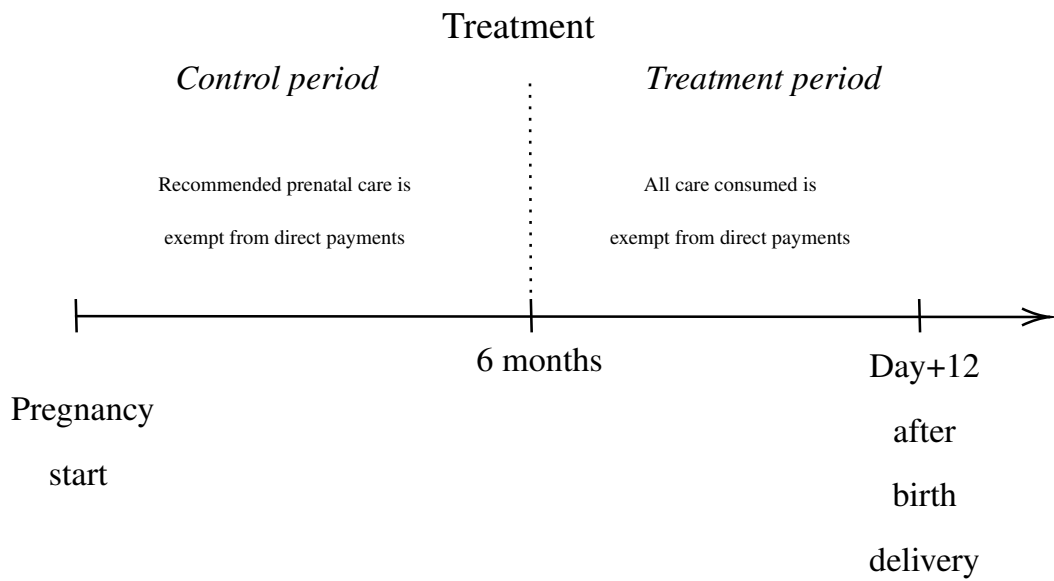 Treatment
Control period
Treatment period
Recommended prenatal care is
exempt from direct payments
All care consumed is
exempt from direct payments
6 months
Pregnancy
start
Day+12
after
birth
delivery